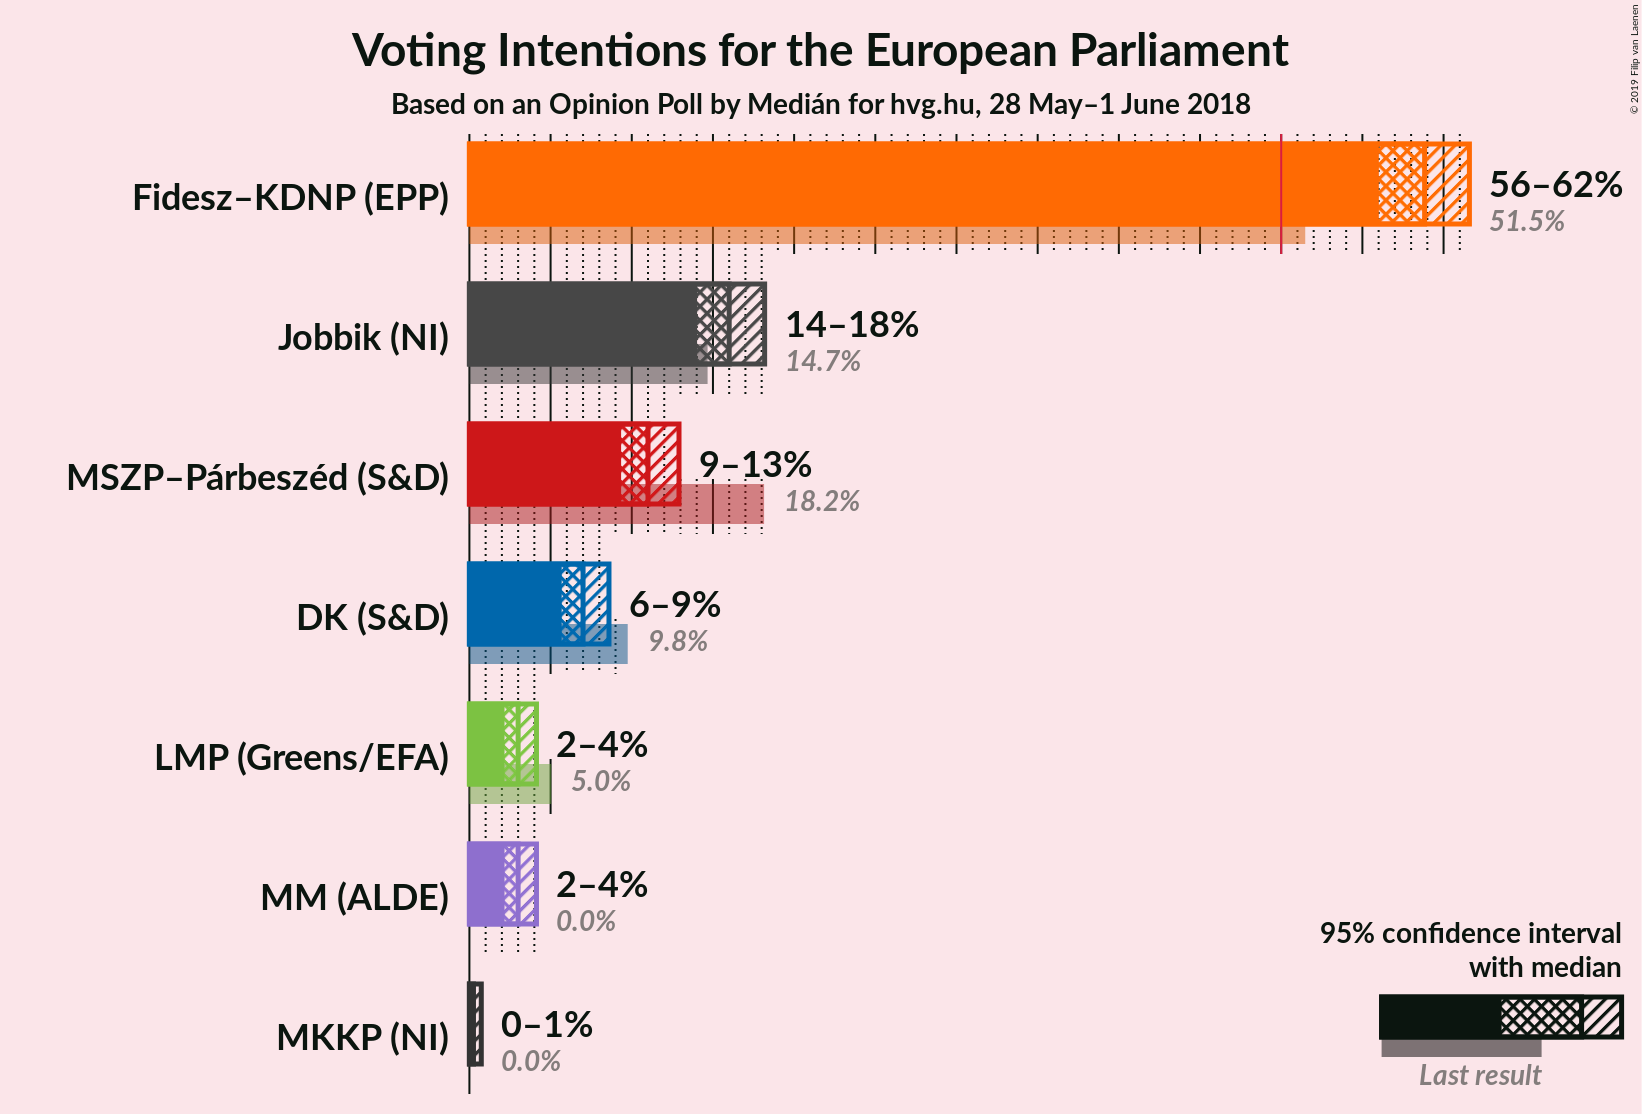 Voting Intentions for the European Parliament
Based on an Opinion Poll by Medián for hvg.hu, 28 May–1 June 2018
© 2019 Filip van Laenen
Fidesz–KDNP (EPP)
56–62%
51.5%
Jobbik (NI)
14–18%
14.7%
MSZP–Párbeszéd (S&D)
9–13%
18.2%
DK (S&D)
6–9%
9.8%
LMP (Greens/EFA)
2–4%
5.0%
MM (ALDE)
2–4%
0.0%
MKKP (NI)
0–1%
0.0%
95% confidence interval
with median
Last result